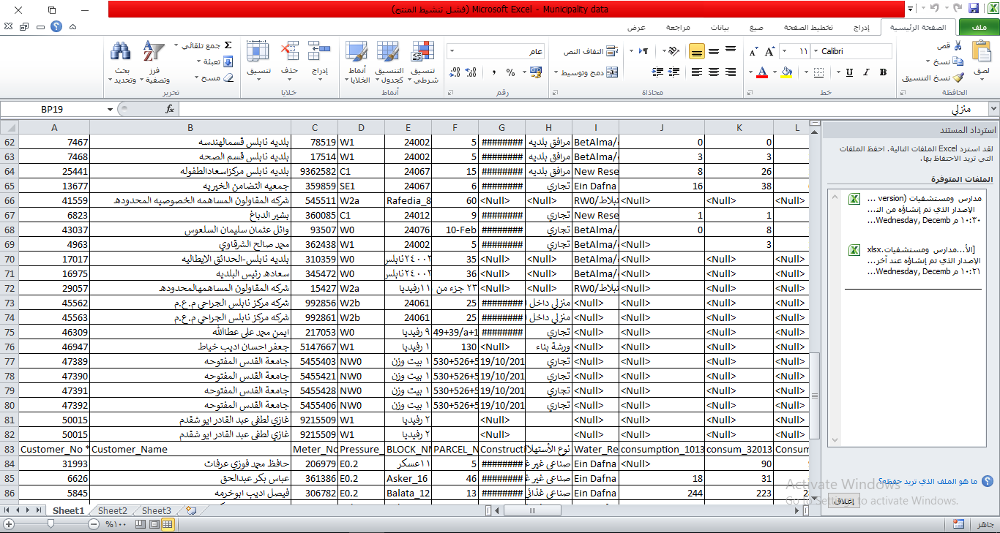 Microsoft Excel - Municipality data (فشل تنشيط المنتج)
ملف الصفحة الرئيسية إدراج تخطيط الصفحة صيغ بيانات مراجعة عرض
قص
نسخ
نسخ التنسيق
لصق
الحافظة
Calibri ١١
B I U
خط
التفاف النص
دمج وتوسيط
محاذاة
عام
رقم
تنسيق شرطي
التنسيق كجدول
أنماط الخلايا
أنماط
إدراج حذف تنسيق
خلايا
جمع تلقائي
تعبئة
مسح
فرز وتصفية
بحث وتحديد
تحرير
BP19 fx منزلي
A B C D E F G H I J K L
62 7467 بلديه نابلس قسمالهندسه 78519 W1 24002 5 ######## مرافق بلديه BetAlma/ 0 0
63 7468 بلديه نابلس قسم الصحه 17514 W1 24002 5 ######## مرافق بلديه BetAlma/ 3 3
64 25441 بلديه نابلس مركزاسعادالطفوله 9362582 C1 24067 15 ######## مرافق بلديه New Rese 8 26
65 13677 جمعيه التضامن الخيريه 359859 SE1 24067 6 ######## تجاري Ein Dafna 16 38
66 41559 شركه المقاولون المساهمه الخصوصيه المحدوده 545511 W2a Rafedia_8 60 <Null> <Null> RW0/تبلاط <Null> <Null> <Null>
67 6823 بشير الدباغ 360085 C1 24012 9 ######## تجاري New Rese 1 1
68 43037 وائل عثمان سليمان السلعوس 93507 W0 24076 10-Feb ######## تجاري BetAlma/ 0 8
69 4963 محمد صالح الشرقاوي 362438 W1 24002 5 ######## تجاري BetAlma/ <Null> 3
70 17017 بلديه نابلس-الحدائق الايطاليه 310359 W0 ٢٤٠٠٢نابلس 35 <Null> <Null> BetAlma/ <Null> <Null> <Null>
71 16975 سعاده رئيس البلديه 345472 W0 ٢٤٠٠٢نابلس 36 <Null> <Null> BetAlma/ <Null> <Null> <Null>
72 29057 شركه المقاولون المساهمهالمحدوده 15427 W2a ١١رفيديا ٢٣ جزء من <Null> <Null> RW0/تبلاط <Null> <Null> <Null>
73 45562 شركه مركز نابلس الجراحي م.ع.م 992856 W2b 24061 25 ######## منزلي داخل <Null> <Null> <Null> <Null>
74 45563 شركه مركز نابلس الجراحي م.ع.م 992861 W2b 24061 25 ######## منزلي داخل <Null> <Null> <Null> <Null>
75 46309 ايمن محمد على عطاالله 217053 W0 ٩ رفيديا 49+39/a+1 ######## تجاري <Null> <Null> <Null> <Null>
76 46947 جعفر احسان اديب خياط 5147667 W1 ١ رفيديا 130 <Null> ورشة بناء <Null> <Null> <Null> <Null>
77 47389 جامعة القدس المفتوحه 5455403 NW0 ١ بيت وزن 530+526+5 19/10/201 تجاري <Null> <Null> <Null> <Null>
78 47390 جامعة القدس المفتوحه 5455421 NW0 ١ بيت وزن 530+526+5 19/10/201 تجاري <Null> <Null> <Null> <Null>
79 47391 جامعة القدس المفتوحه 5455428 NW0 ١ بيت وزن 530+526+5 19/10/201 تجاري <Null> <Null> <Null> <Null>
80 47392 جامعة القدس المفتوحه 5455406 NW0 ١ بيت وزن 530+526+5 19/10/201 تجاري <Null> <Null> <Null> <Null>
81 50015 غازي لطفى عبد القادر ابو شقدم 9215509 W1 ٢ رفيديا <Null> <Null> <Null> <Null> <Null>
82 50015 غازي لطفى عبد القادر ابو شقدم 9215509 W1 ٢ رفيديا <Null> <Null> <Null> <Null> <Null>
83 Customer_No * Customer_Name Meter_No Pressure_ BLOCK_NN PARCEL_N Constructi نوع الأستهلا Water_Re consumption_1013 consum_32013 Consum
84 31993 حافظ محمد فوزي عرفات 206979 E0.2 ١١عسكر 5 ######## صناعى غير غ Ein Dafna <Null> 90
85 6626 عباس بكر عبدالحق 361386 E0.2 Asker_16 46 ######## صناعى غير غ Ein Dafna 18 31
86 5845 فيصل اديب ابوخرمه 306782 E0.2 Balata_12 13 ######## صناعي غذائي Ein Dafna 244 223 2
Sheet1 Sheet2 Sheet3
استرداد المستند
لقد استرد Excel الملفات التالية. احفظ الملفات
التي تريد الاحتفاظ بها.
الملفات المتوفرة
مدارس ومستشفيات (version ...
الإصدار الذي تم إنشاؤه من الن...
١٠:٣٠ م Wednesday, Decemb...
مدارس ومستشفيات.xlsx [الأ...
الإصدار الذي تم إنشاؤه عند آخر...
١٠:٢١ م Wednesday, Decemb...
ما هو الملف الذي تريد حفظه؟
إغلاق
Activate Windows
Go to Settings to activate Windows.
جاهز
%١٠٠